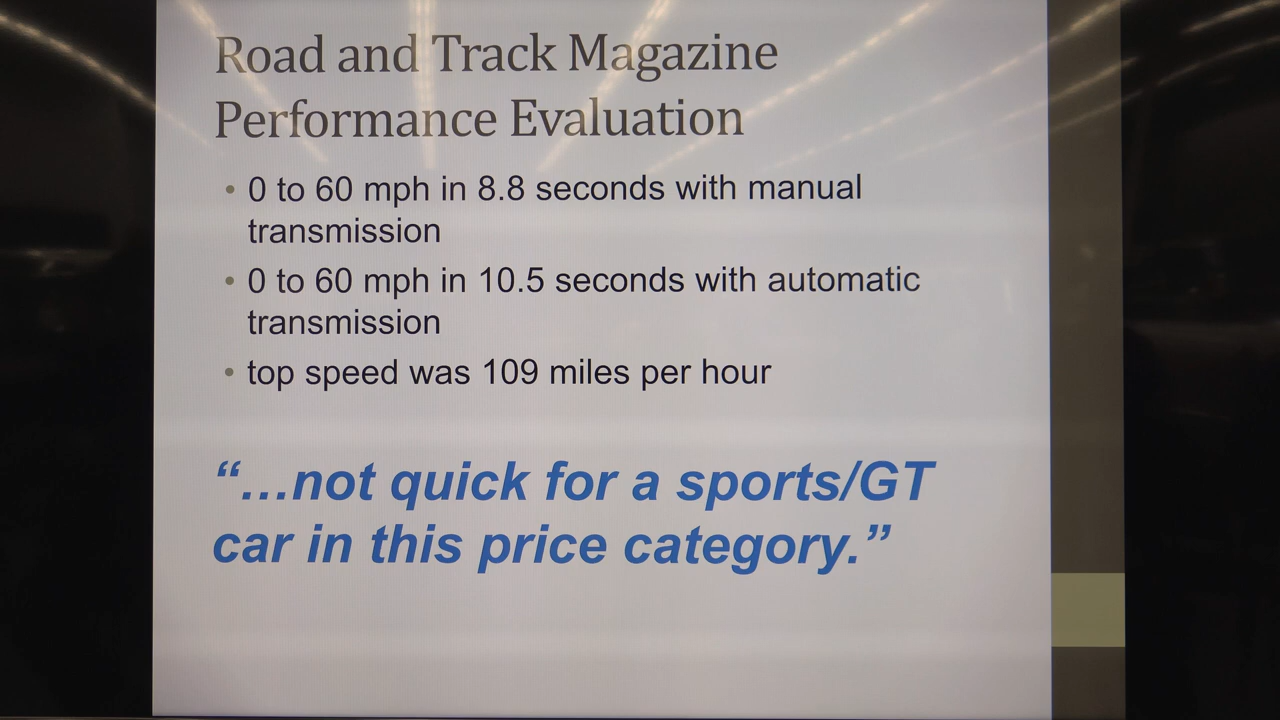 Road and Track Magazine
Performance Evaluation
• 0 to 60 mph in 8.8 seconds with manual
transmission
• 0 to 60 mph in 10.5 seconds with automatic
transmission
• top speed was 109 miles per hour
“...not quick for a sports/GT
car in this price category.”